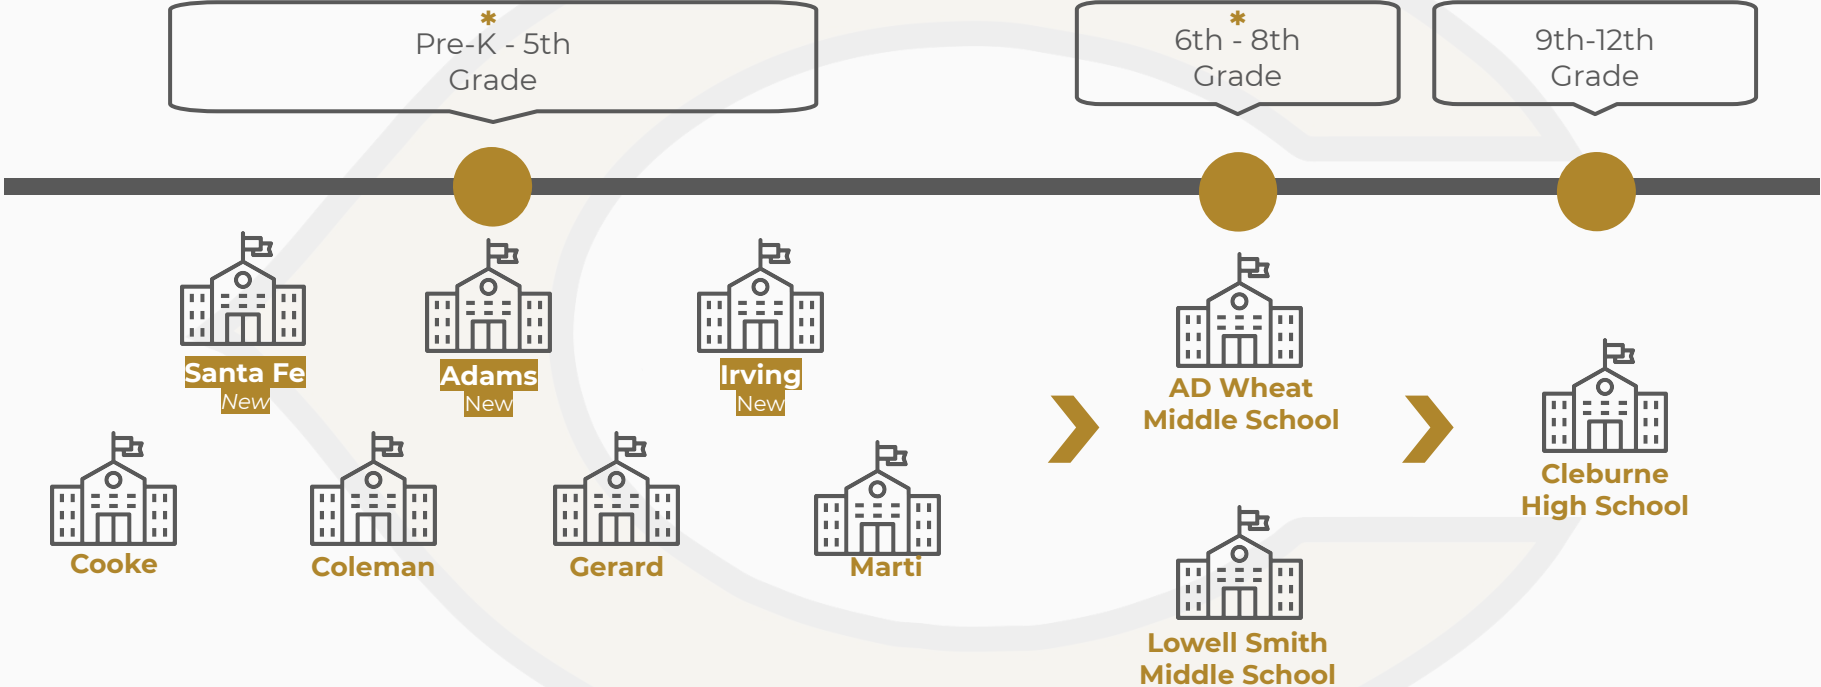 *
Pre-K - 5th
Grade
*
6th - 8th
Grade
9th-12th
Grade
Santa Fe
New
Adams
New
Irving
New
Cooke
Coleman
Gerard
Marti
AD Wheat
Middle School
Lowell Smith
Middle School
Cleburne
High School